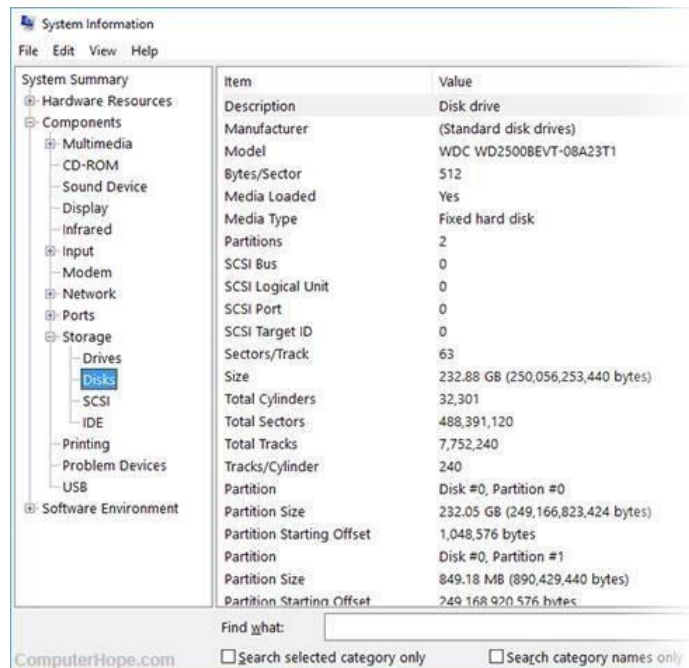 System Information
File Edit View Help
System Summary
Hardware Resources
Components
Multimedia
CD-ROM
Sound Device
Display
Infrared
Input
Modem
Network
Ports
Storage
Drives
Disks
SCSI
IDE
Printing
Problem Devices
USB
Software Environment
Item Value
Description Disk drive
Manufacturer (Standard disk drives)
Model WDC WD2500BEVT-08A23T1
Bytes/Sector 512
Media Loaded Yes
Media Type Fixed hard disk
Partitions 2
SCSI Bus 0
SCSI Logical Unit 0
SCSI Port 0
SCSI Target ID 0
Sectors/Track 63
Size 232.88 GB (250,056,253,440 bytes)
Total Cylinders 32,301
Total Sectors 488,391,120
Total Tracks 7,752,240
Tracks/Cylinder 240
Partition Disk #0, Partition #0
Partition Size 232.05 GB (249,166,823,424 bytes)
Partition Starting Offset 1,048,576 bytes
Partition Disk #0, Partition #1
Partition Size 849.18 MB (890,429,440 bytes)
Partition Starting Offset 249,168,920,576 bytes
Find what:
Search selected category only Search category names only
ComputerHope.com